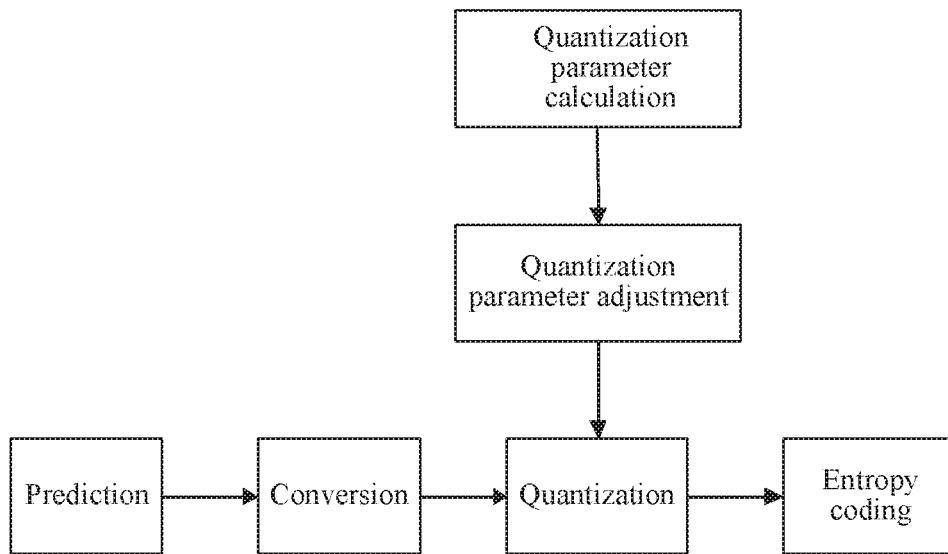 Quantization
parameter
calculation
Quantization
parameter adjustment
Prediction
Conversion
Quantization
Entropy
coding